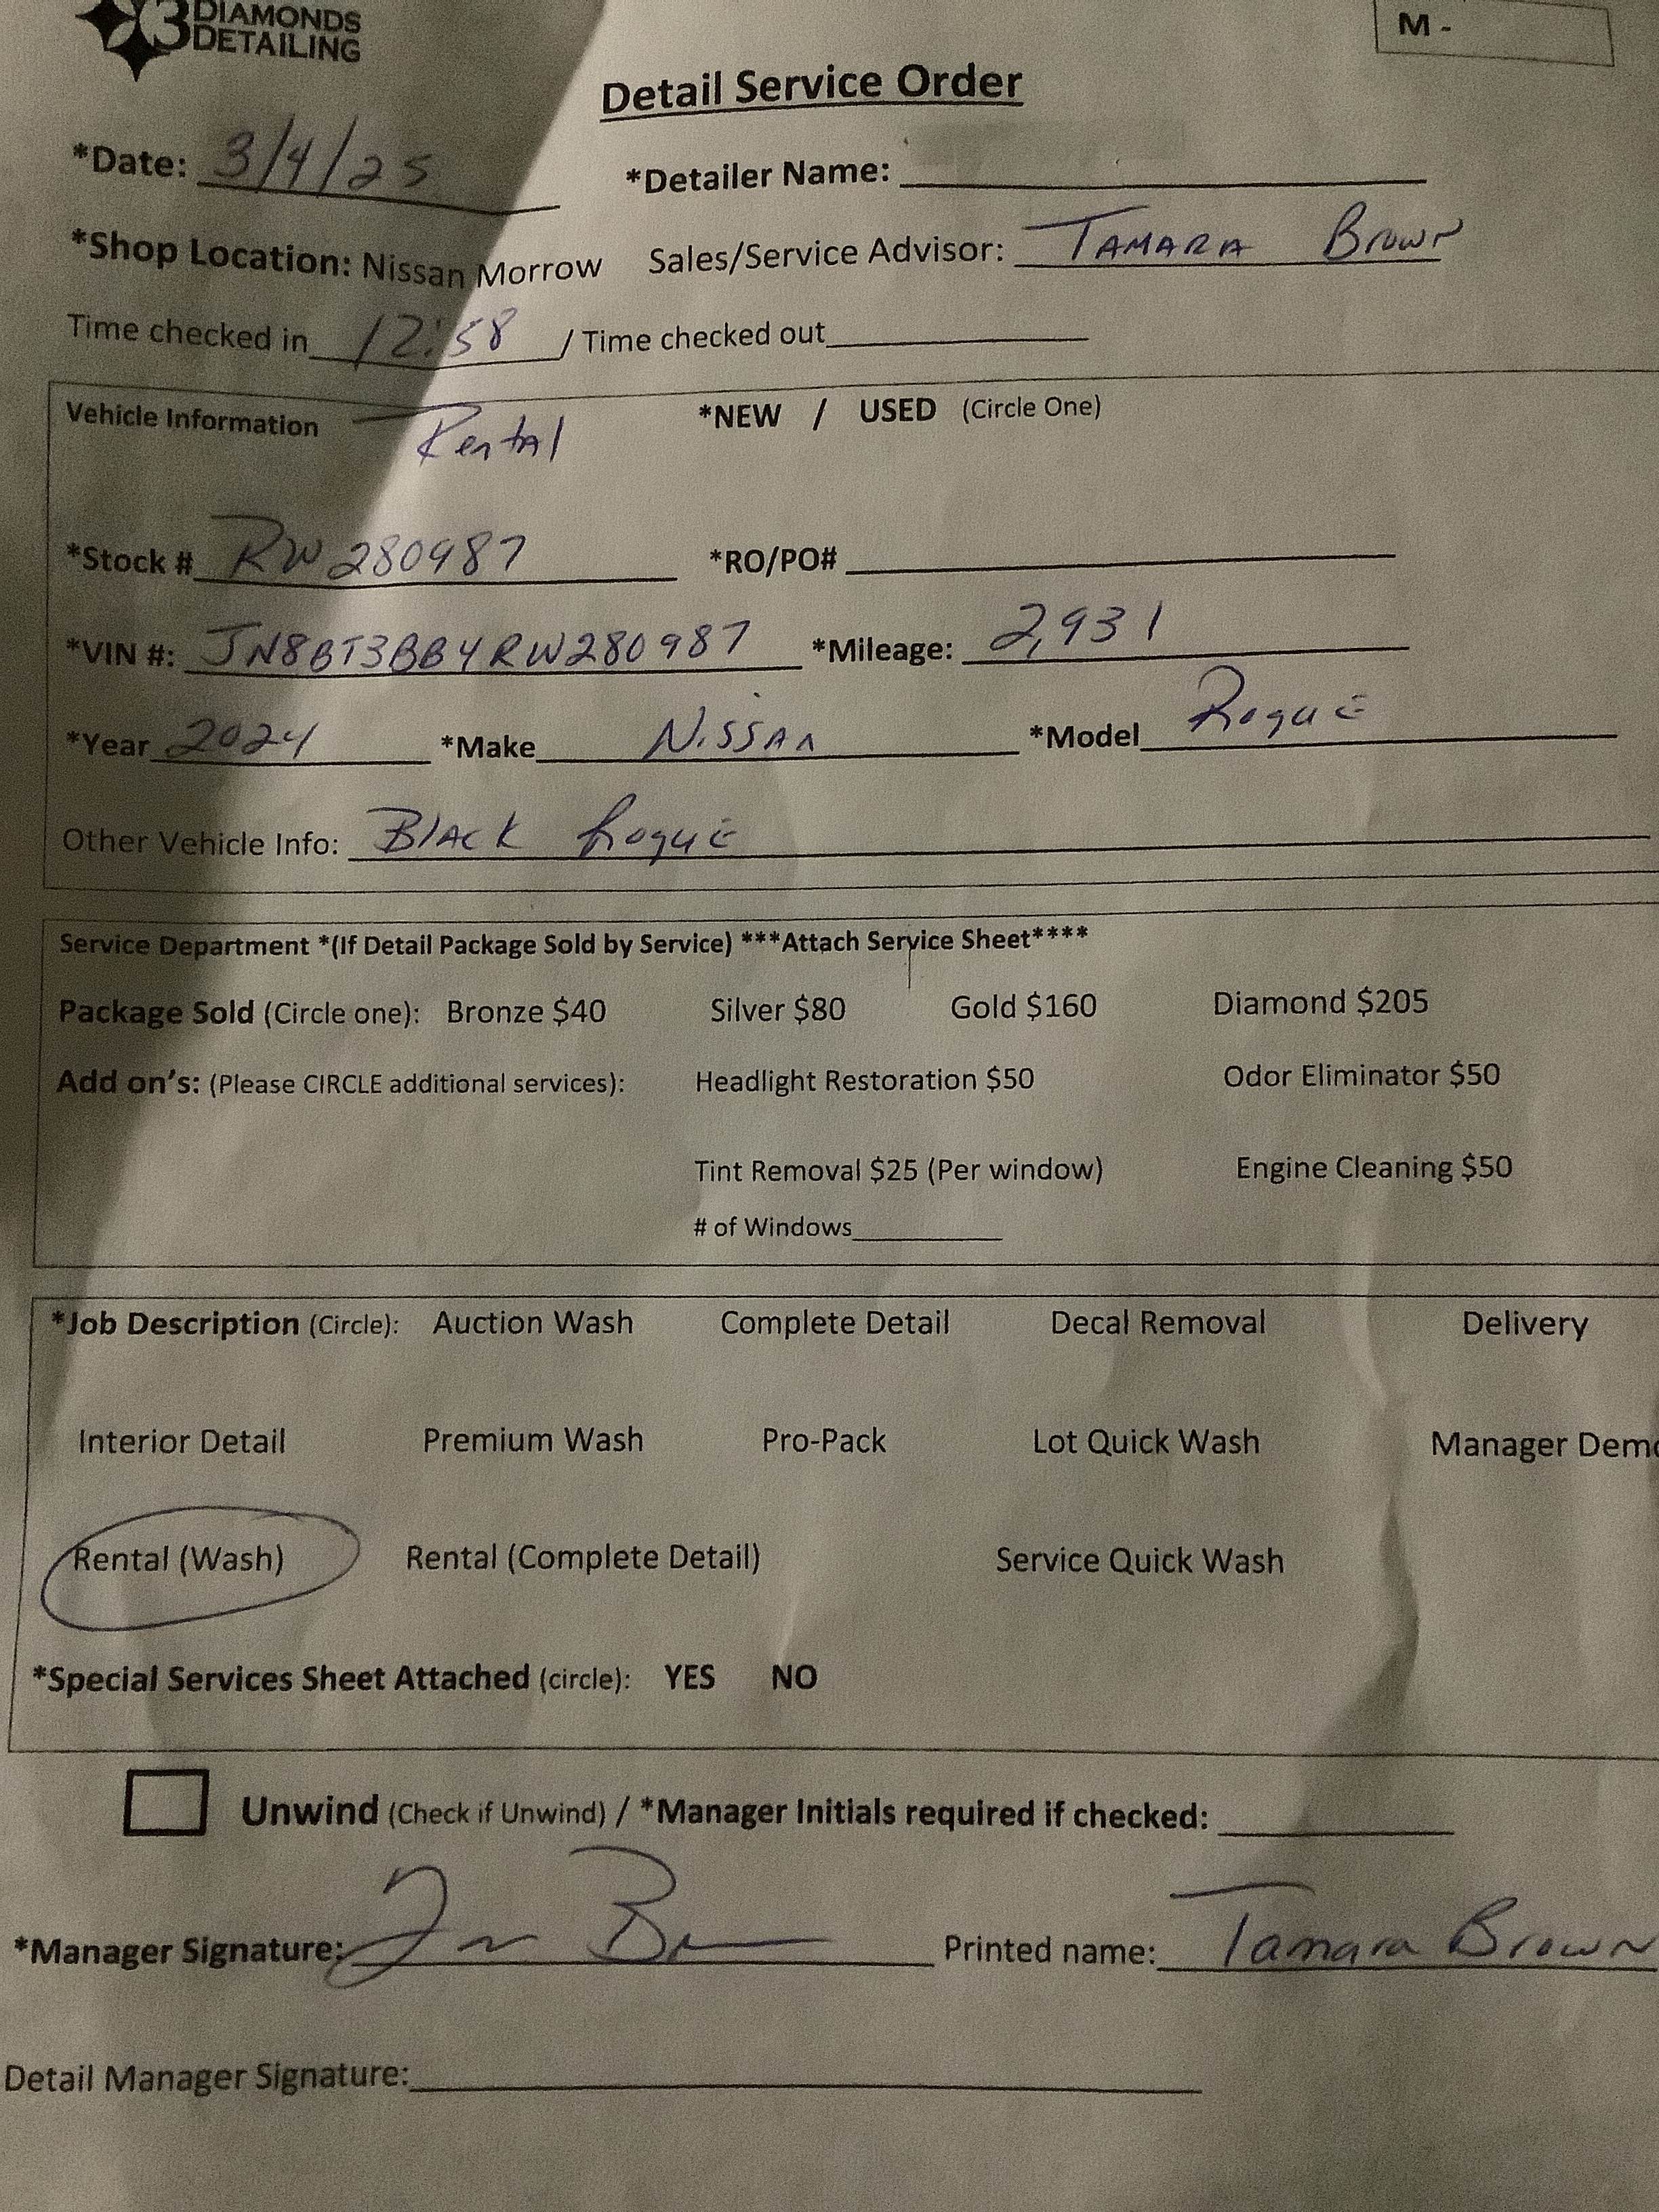 3 DIAMONDS
DETAILING
M -
Detail Service Order
*Date: 3/4/25 *Detailer Name:
*Shop Location: Nissan Morrow Sales/Service Advisor: TAMARA BROWN
Time checked in 12:58 / Time checked out
Vehicle Information Rental *NEW / USED (Circle One)
*Stock # RW280987 *RO/PO#
*VIN #: JN8BT3BB4RW280987 *Mileage: 2,931
*Year 2024 *Make NISSAN *Model Rogue
Other Vehicle Info: BLACK Rogue
Service Department *(If Detail Package Sold by Service) ***Attach Service Sheet****
Package Sold (Circle one): Bronze $40 Silver $80 Gold $160 Diamond $205
Add on's: (Please CIRCLE additional services): Headlight Restoration $50 Odor Eliminator $50
Tint Removal $25 (Per window) Engine Cleaning $50
# of Windows
*Job Description (Circle): Auction Wash Complete Detail Decal Removal Delivery
Interior Detail Premium Wash Pro-Pack Lot Quick Wash Manager Demo
Rental (Wash) Rental (Complete Detail) Service Quick Wash
*Special Services Sheet Attached (circle): YES NO
Unwind (Check if Unwind) / *Manager Initials required if checked:
*Manager Signature: Printed name: Tamara Brown
Detail Manager Signature: